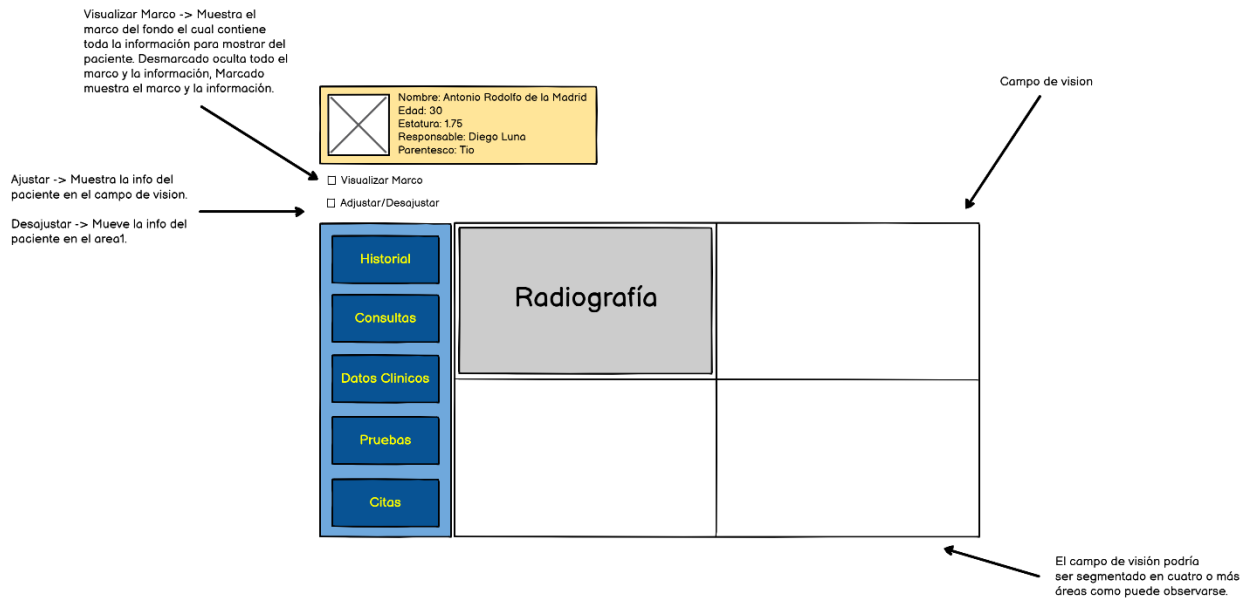 Visualizar Marco -> Muestra el
marco del fondo el cual contiene
toda la información para mostrar del
paciente. Desmarcado oculta todo el
marco y la información, Marcado
muestra el marco y la información.
Campo de vision
Nombre: Antonio Rodolfo de la Madrid
Edad: 30
Estatura: 1.75
Responsable: Diego Luna
Parentesco: Tio
Visualizar Marco
Adjustar/Desajustar
Ajustar -> Muestra la info del
paciente en el campo de vision.
Desajustar -> Mueve la info del
paciente en el area1.
Historial
Consultas
Datos Clinicos
Pruebas
Citas
Radiografía
El campo de visión podría
ser segmentado en cuatro o más
áreas como puede observarse.